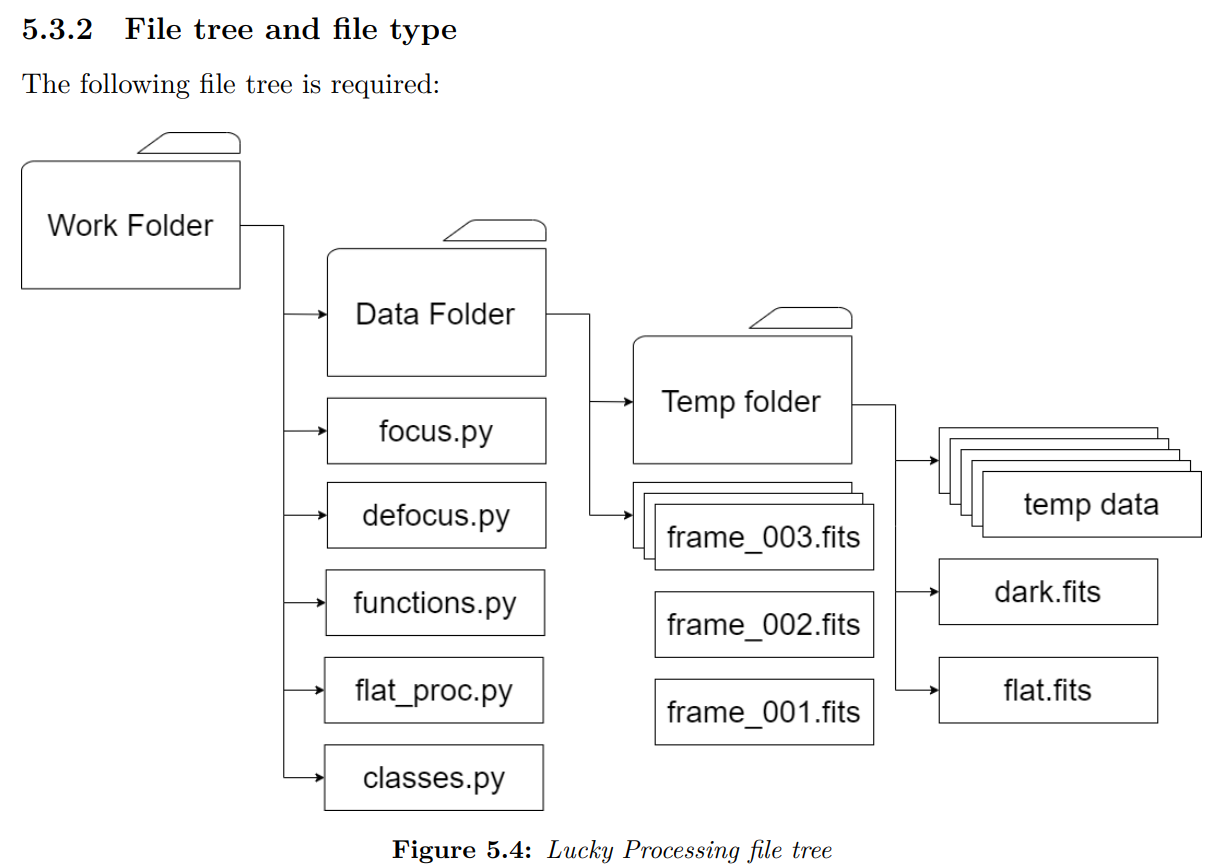 5.3.2 File tree and file type
The following file tree is required:
Work Folder
Data Folder
focus.py
defocus.py
functions.py
flat_proc.py
classes.py
Temp folder
frame_003.fits
frame_002.fits
frame_001.fits
temp data
dark.fits
flat.fits
Figure 5.4: Lucky Processing file tree